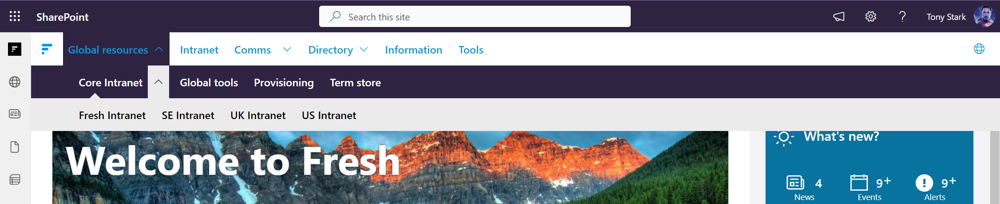 SharePoint
Search this site
Tony Stark
Global resources Intranet Comms Directory Information Tools
Core Intranet Global tools Provisioning Term store
Fresh Intranet SE Intranet UK Intranet US Intranet
Welcome to Fresh
What's new?
4 9+ 9+
News Events Alerts